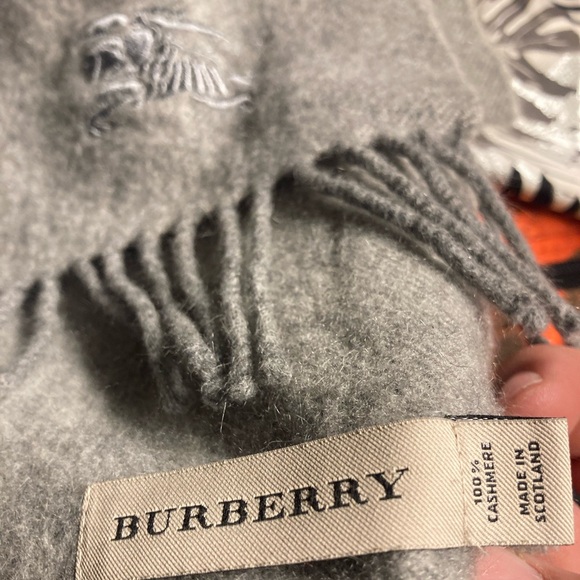 BURBERRY
100%
CASHMERE
MADE IN
SCOTLAND